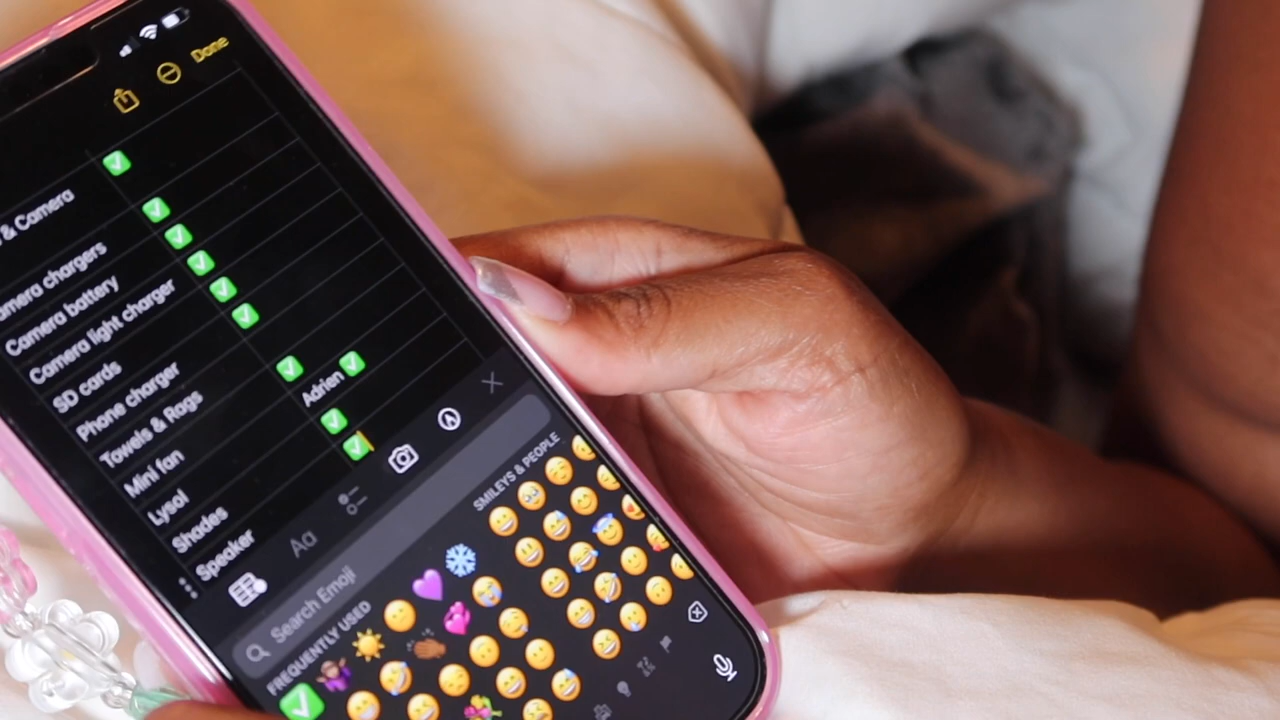 Done
& Camera
amera chargers
Camera battery
Camera light charger
SD cards
Phone charger
Towels & Rags
Mini fan
Lysol
Adrien
Shades
Speaker
Aa
Search Emoji
FREQUENTLY USED
SMILEYS & PEOPLE